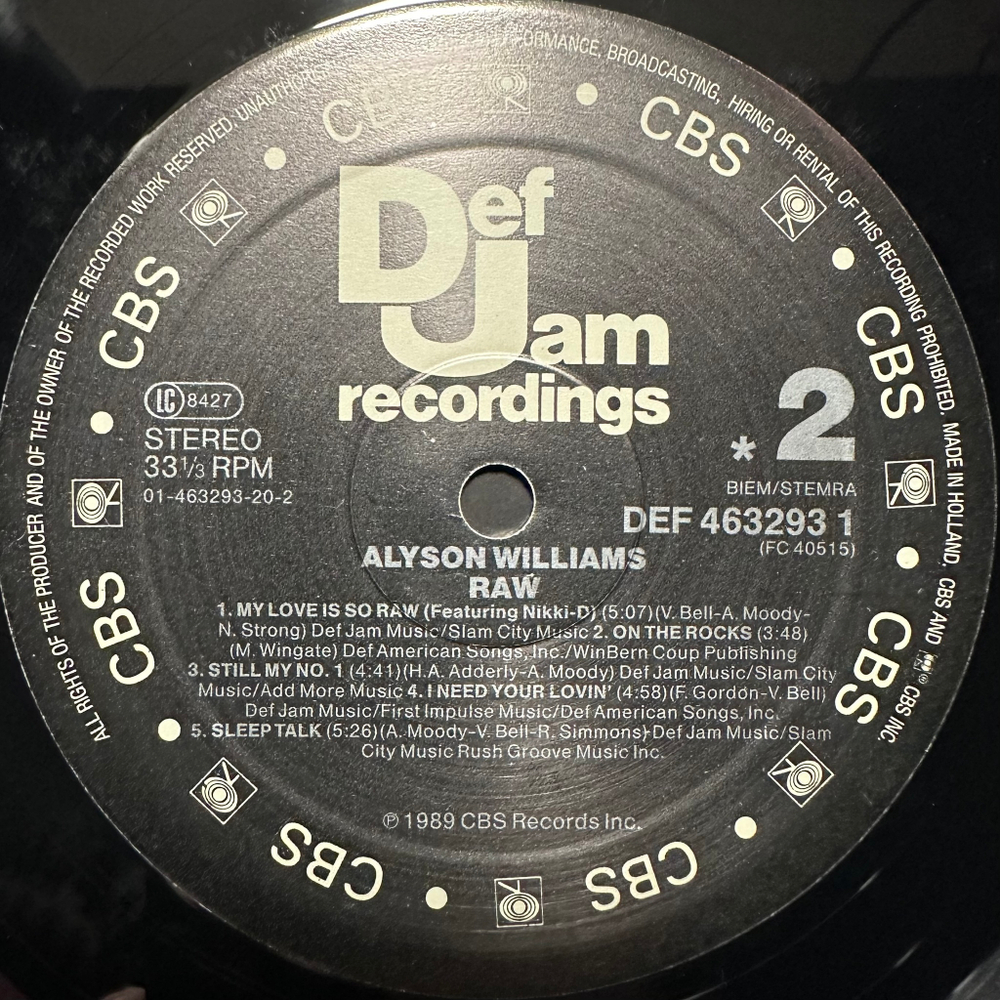 ALL RIGHTS OF THE PRODUCER AND OF THE OWNER OF THE RECORDED WORK RESERVED. PERFORMANCE, BROADCASTING, HIRING OR RENTAL OF THIS RECORDING PROHIBITED. MADE IN HOLLAND. CBS AND ® CBS INC.
CBS
CBS
CBS
CBS
CBS
CBS
CBS
CBS
Def
Jam
recordings
LC 8427
STEREO
33 1/3 RPM
01-463293-20-2
* 2
BIEM/STEMRA
DEF 463293 1
(FC 40515)
ALYSON WILLIAMS
RAW
1. MY LOVE IS SO RAW (Featuring Nikki-D) (5:07)(V. Bell-A. Moody-
N. Strong) Def Jam Music/Slam City Music 2. ON THE ROCKS (3:48)
(M. Wingate) Def American Songs, Inc./WinBern Coup Publishing
3. STILL MY NO. 1 (4:41)(H.A. Adderly-A. Moody) Def Jam Music/Slam City
Music/Add More Music 4. I NEED YOUR LOVIN' (4:58)(F. Gordon-V. Bell)
Def Jam Music/First Impulse Music/Def American Songs, Inc.
5. SLEEP TALK (5:26)(A. Moody-V. Bell-R. Simmons) Def Jam Music/Slam
City Music Rush Groove Music Inc.
℗ 1989 CBS Records Inc.